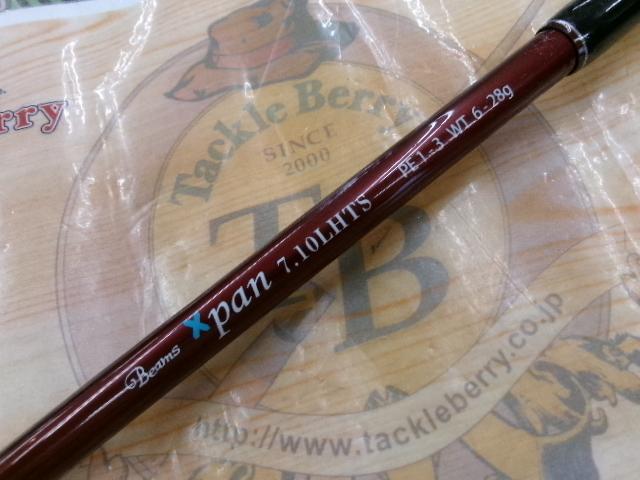 Beams xpan 7.10LHTS PE1-3 WT.6-28g
Tackle Berry
SINCE
2000
TB
http://www.tackleberry.co.jp
rry